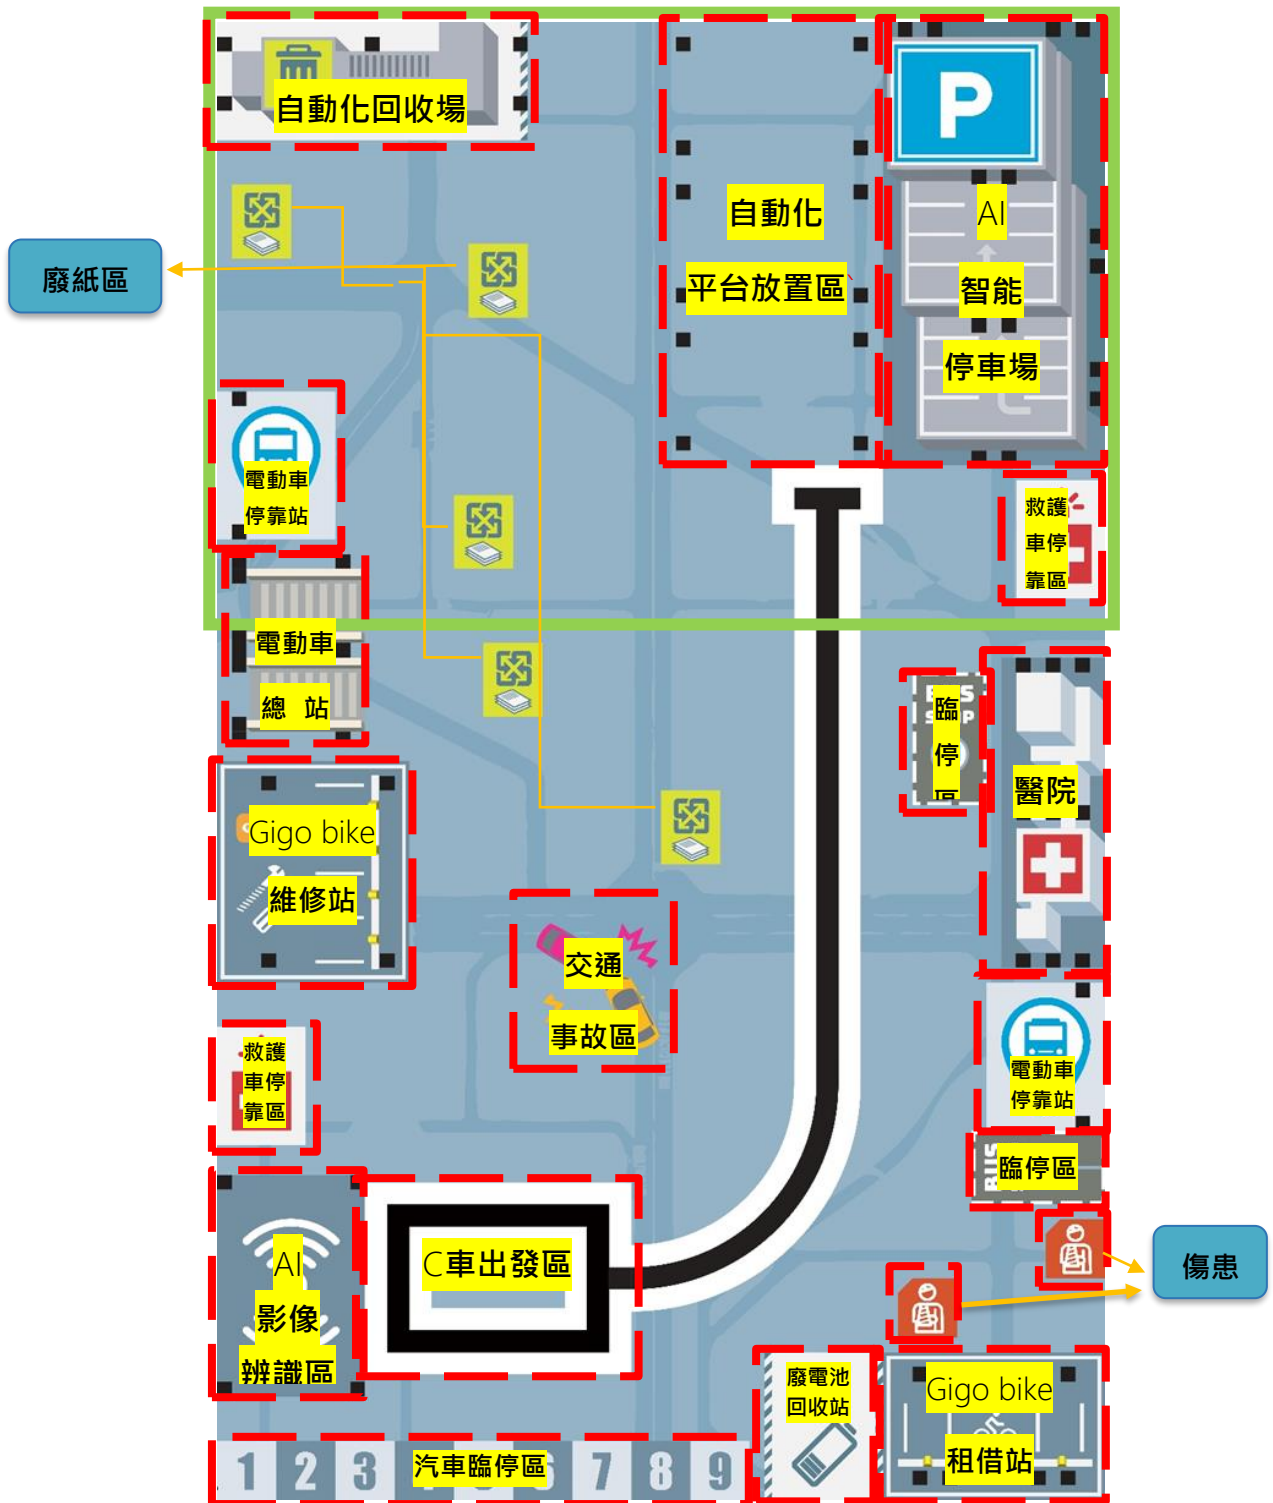 自動化回收場
P
自動化
平台放置區
AI
智能
停車場
廢紙區
電動車
停靠站
救護
車停
靠區
電動車
總 站
臨
停
區
醫院
Gigo bike
維修站
交通
事故區
救護
車停
靠區
電動車
停靠站
BUS
臨停區
AI
影像
辨識區
C車出發區
傷患
廢電池
回收站
Gigo bike
租借站
1 2 3 汽車臨停區 7 8 9